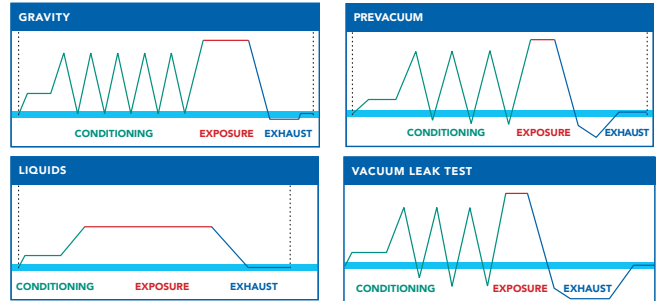 GRAVITY
CONDITIONING EXPOSURE EXHAUST
PREVACUUM
CONDITIONING EXPOSURE EXHAUST
LIQUIDS
CONDITIONING EXPOSURE EXHAUST
VACUUM LEAK TEST
CONDITIONING EXPOSURE EXHAUST